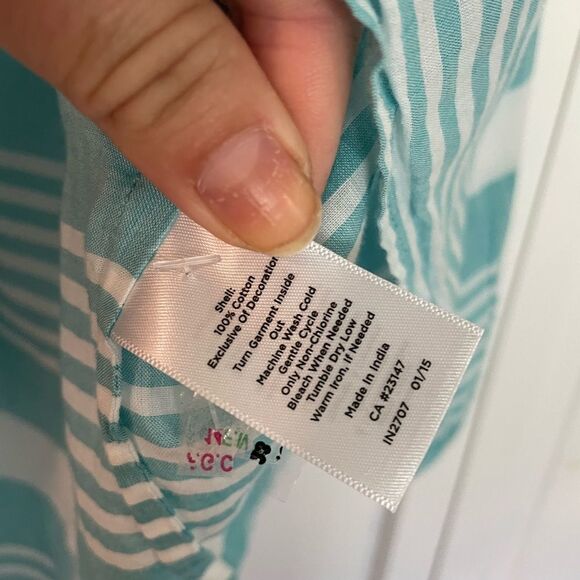 Shell:
100% Cotton
Exclusive Of Decoration
Turn Garment Inside
Out
Machine Wash Cold
Gentle Cycle
Only Non-Chlorine
Bleach When Needed
Tumble Dry Low
Warm Iron, if Needed
Made in India
CA #23147
IN2707 01/15